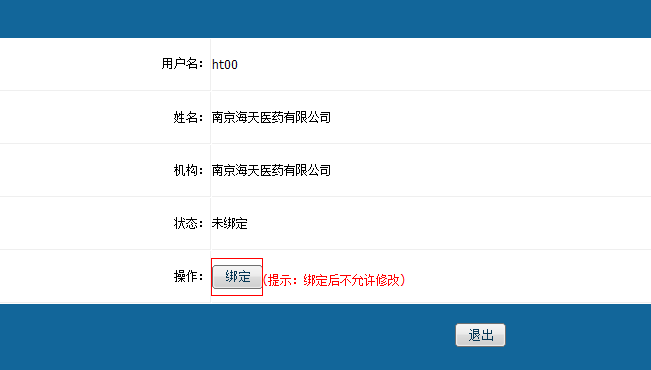 用户名： ht00
姓名： 南京海天医药有限公司
机构： 南京海天医药有限公司
状态： 未绑定
操作： 绑定 (提示：绑定后不允许修改)
退出